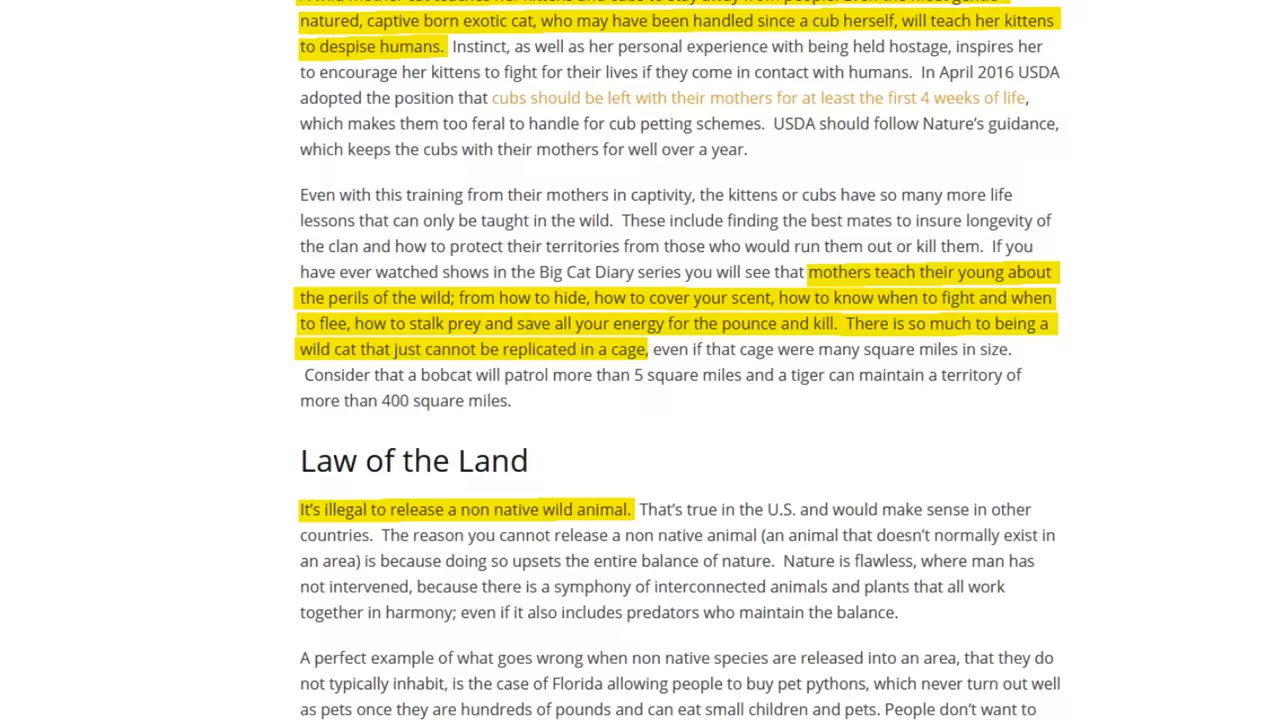 natured, captive born exotic cat, who may have been handled since a cub herself, will teach her kittens
to despise humans.  Instinct, as well as her personal experience with being held hostage, inspires her
to encourage her kittens to fight for their lives if they come in contact with humans.  In April 2016 USDA
adopted the position that cubs should be left with their mothers for at least the first 4 weeks of life,
which makes them too feral to handle for cub petting schemes.  USDA should follow Nature’s guidance,
which keeps the cubs with their mothers for well over a year.
Even with this training from their mothers in captivity, the kittens or cubs have so many more life
lessons that can only be taught in the wild.  These include finding the best mates to insure longevity of
the clan and how to protect their territories from those who would run them out or kill them.  If you
have ever watched shows in the Big Cat Diary series you will see that mothers teach their young about
the perils of the wild; from how to hide, how to cover your scent, how to know when to fight and when
to flee, how to stalk prey and save all your energy for the pounce and kill.  There is so much to being a
wild cat that just cannot be replicated in a cage, even if that cage were many square miles in size.
Consider that a bobcat will patrol more than 5 square miles and a tiger can maintain a territory of
more than 400 square miles.
Law of the Land
It’s illegal to release a non native wild animal.  That’s true in the U.S. and would make sense in other
countries.  The reason you cannot release a non native animal (an animal that doesn’t normally exist in
an area) is because doing so upsets the entire balance of nature.  Nature is flawless, where man has
not intervened, because there is a symphony of interconnected animals and plants that all work
together in harmony; even if it also includes predators who maintain the balance.
A perfect example of what goes wrong when non native species are released into an area, that they do
not typically inhabit, is the case of Florida allowing people to buy pet pythons, which never turn out well
as pets once they are hundreds of pounds and can eat small children and pets. People don’t want to